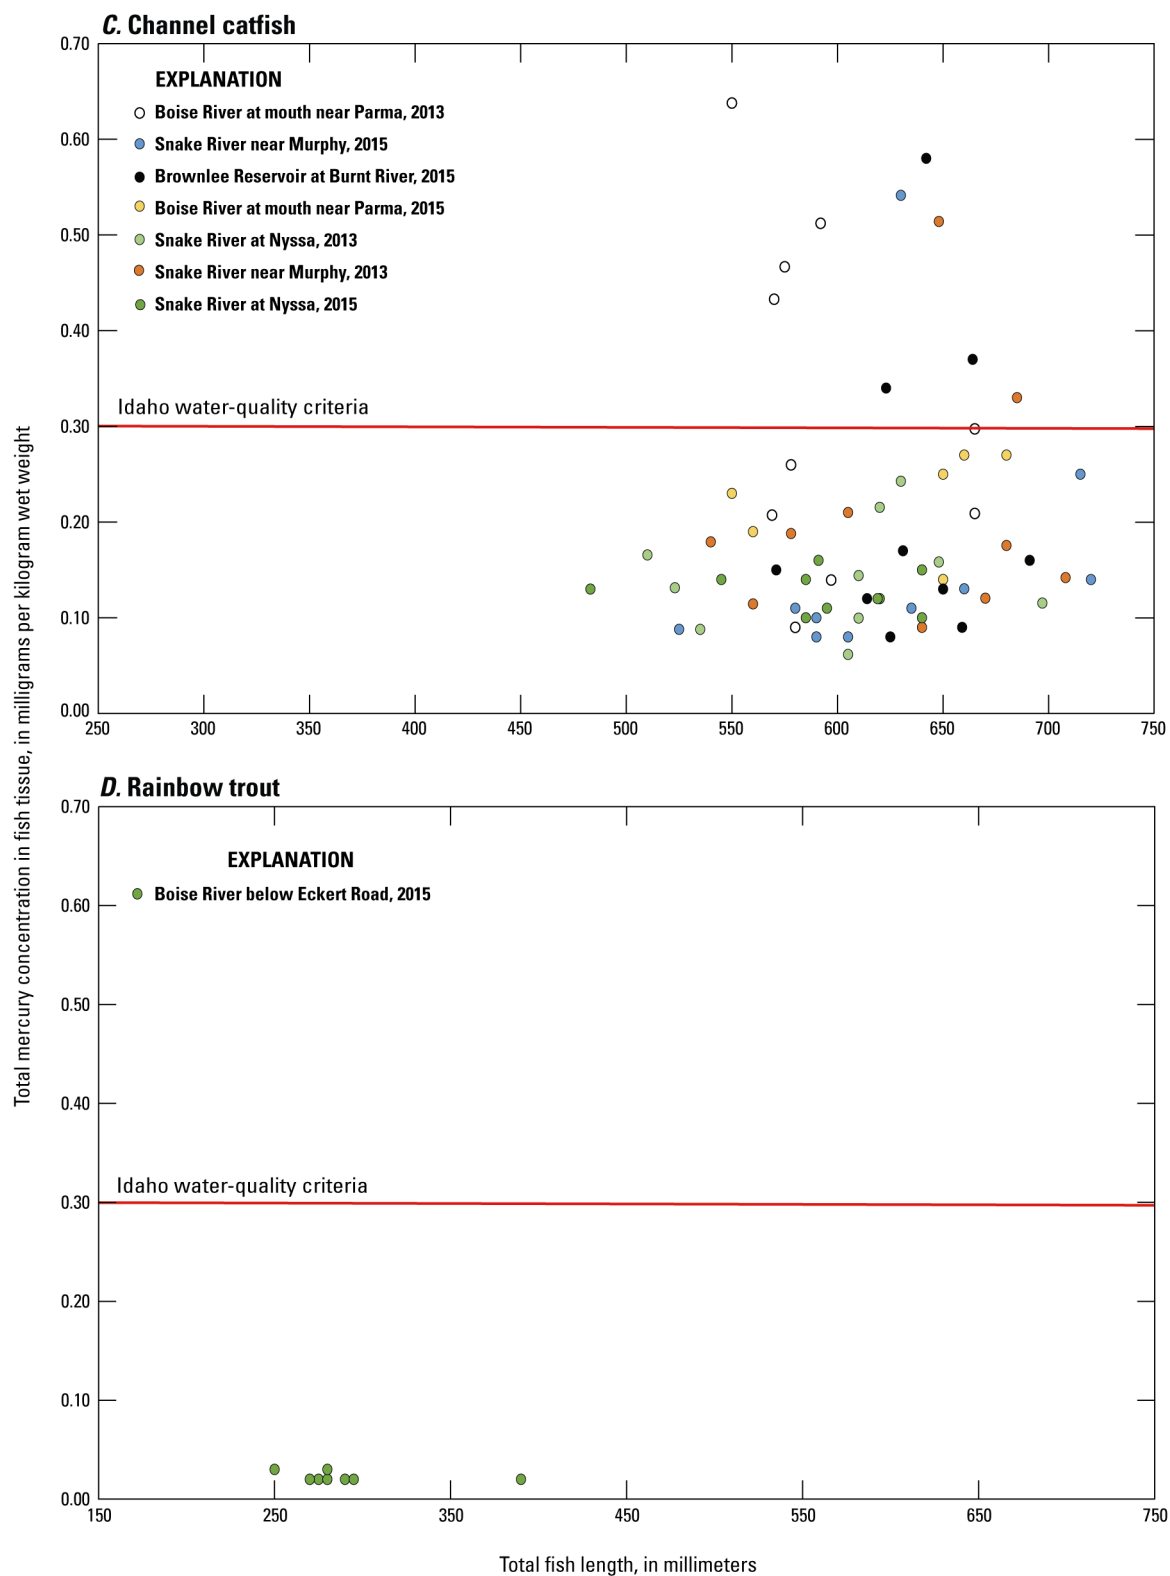 C. Channel catfish
0.70
EXPLANATION
Boise River at mouth near Parma, 2013
0.60
Snake River near Murphy, 2015
Brownlee Reservoir at Burnt River, 2015
Boise River at mouth near Parma, 2015
0.50
Snake River at Nyssa, 2013
Snake River near Murphy, 2013
Snake River at Nyssa, 2015
0.40
Idaho water-quality criteria
0.30
0.20
0.10
0.00
250 300 350 400 450 500 550 600 650 700 750
Total mercury concentration in fish tissue, in milligrams per kilogram wet weight
D. Rainbow trout
0.70
EXPLANATION
Boise River below Eckert Road, 2015
0.60
0.50
0.40
Idaho water-quality criteria
0.30
0.20
0.10
0.00
150 250 350 450 550 650 750
Total fish length, in millimeters